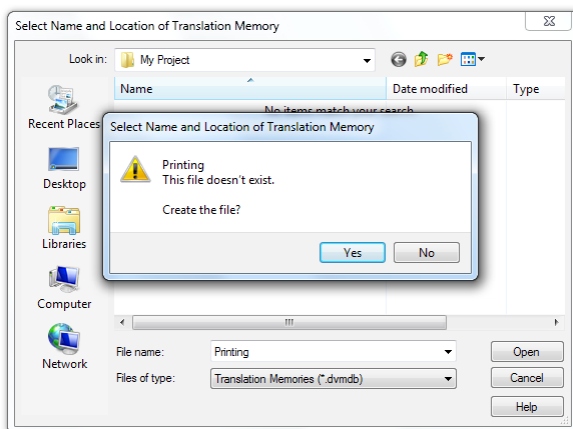 Select Name and Location of Translation Memory
Look in:
My Project
Name
Date modified
Type
No items match your search.
Recent Places
Desktop
Libraries
Computer
Network
Select Name and Location of Translation Memory
Printing
This file doesn't exist.
Create the file?
Yes
No
File name:
Printing
Open
Files of type:
Translation Memories (*.dvmdb)
Cancel
Help